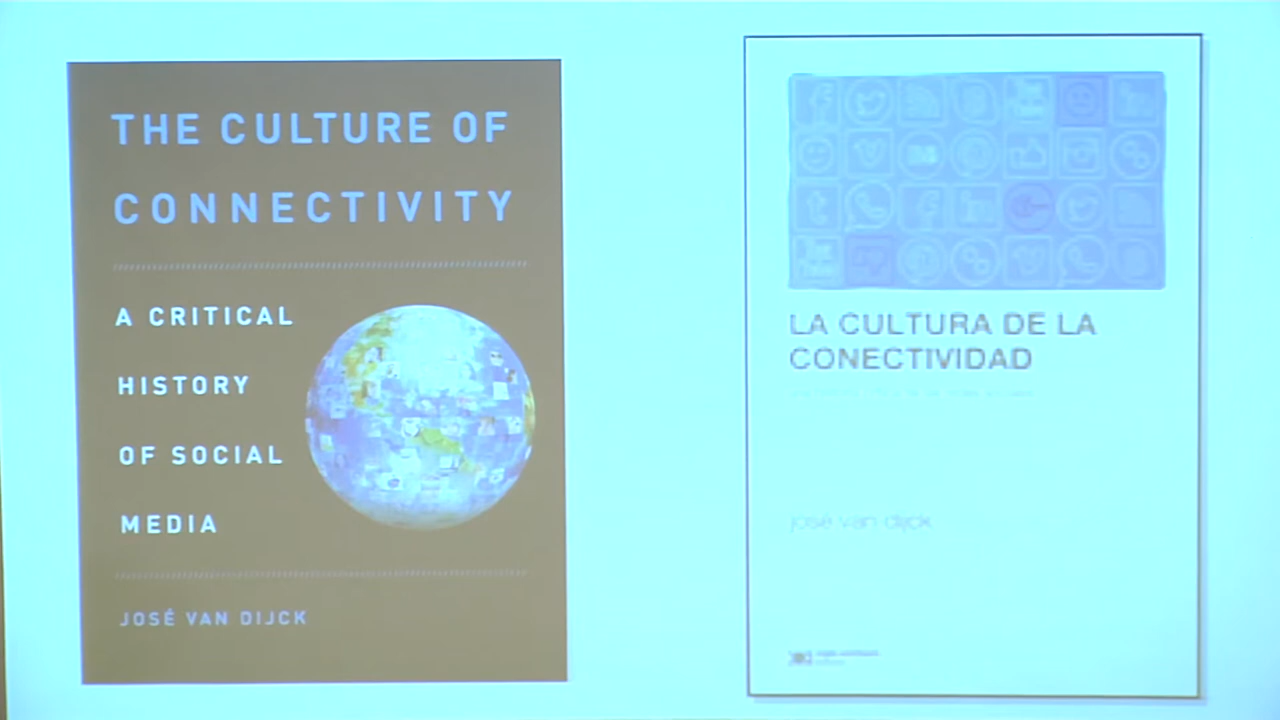 THE CULTURE OF
CONNECTIVITY
A CRITICAL
HISTORY
OF SOCIAL
MEDIA
JOSÉ VAN DIJCK
LA CULTURA DE LA
CONECTIVIDAD
josé van dijck